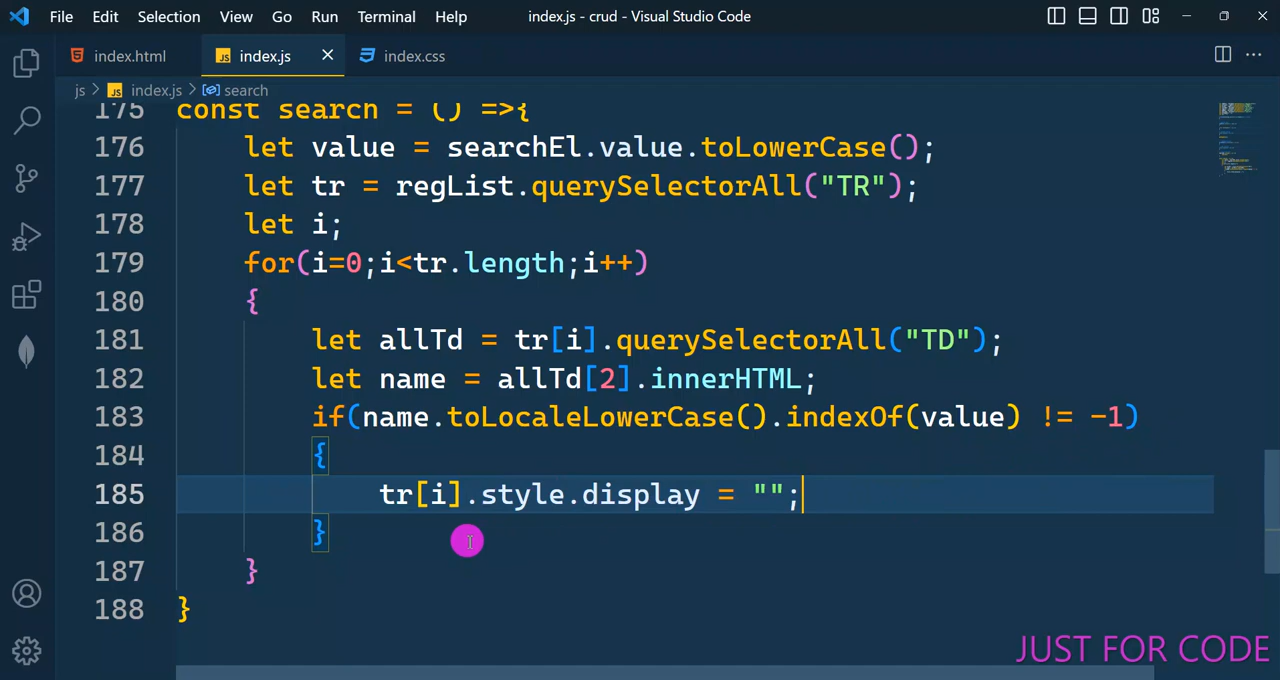 File Edit Selection View Go Run Terminal Help index.js - crud - Visual Studio Code
index.html JS index.js index.css
js > JS index.js > search
175 const search = () =>{
176 let value = searchEl.value.toLowerCase();
177 let tr = regList.querySelectorAll("TR");
178 let i;
179 for(i=0;i<tr.length;i++)
180 {
181 let allTd = tr[i].querySelectorAll("TD");
182 let name = allTd[2].innerHTML;
183 if(name.toLocaleLowerCase().indexOf(value) != -1)
184 {
185 tr[i].style.display = "";
186 }
187 }
188 }
JUST FOR CODE